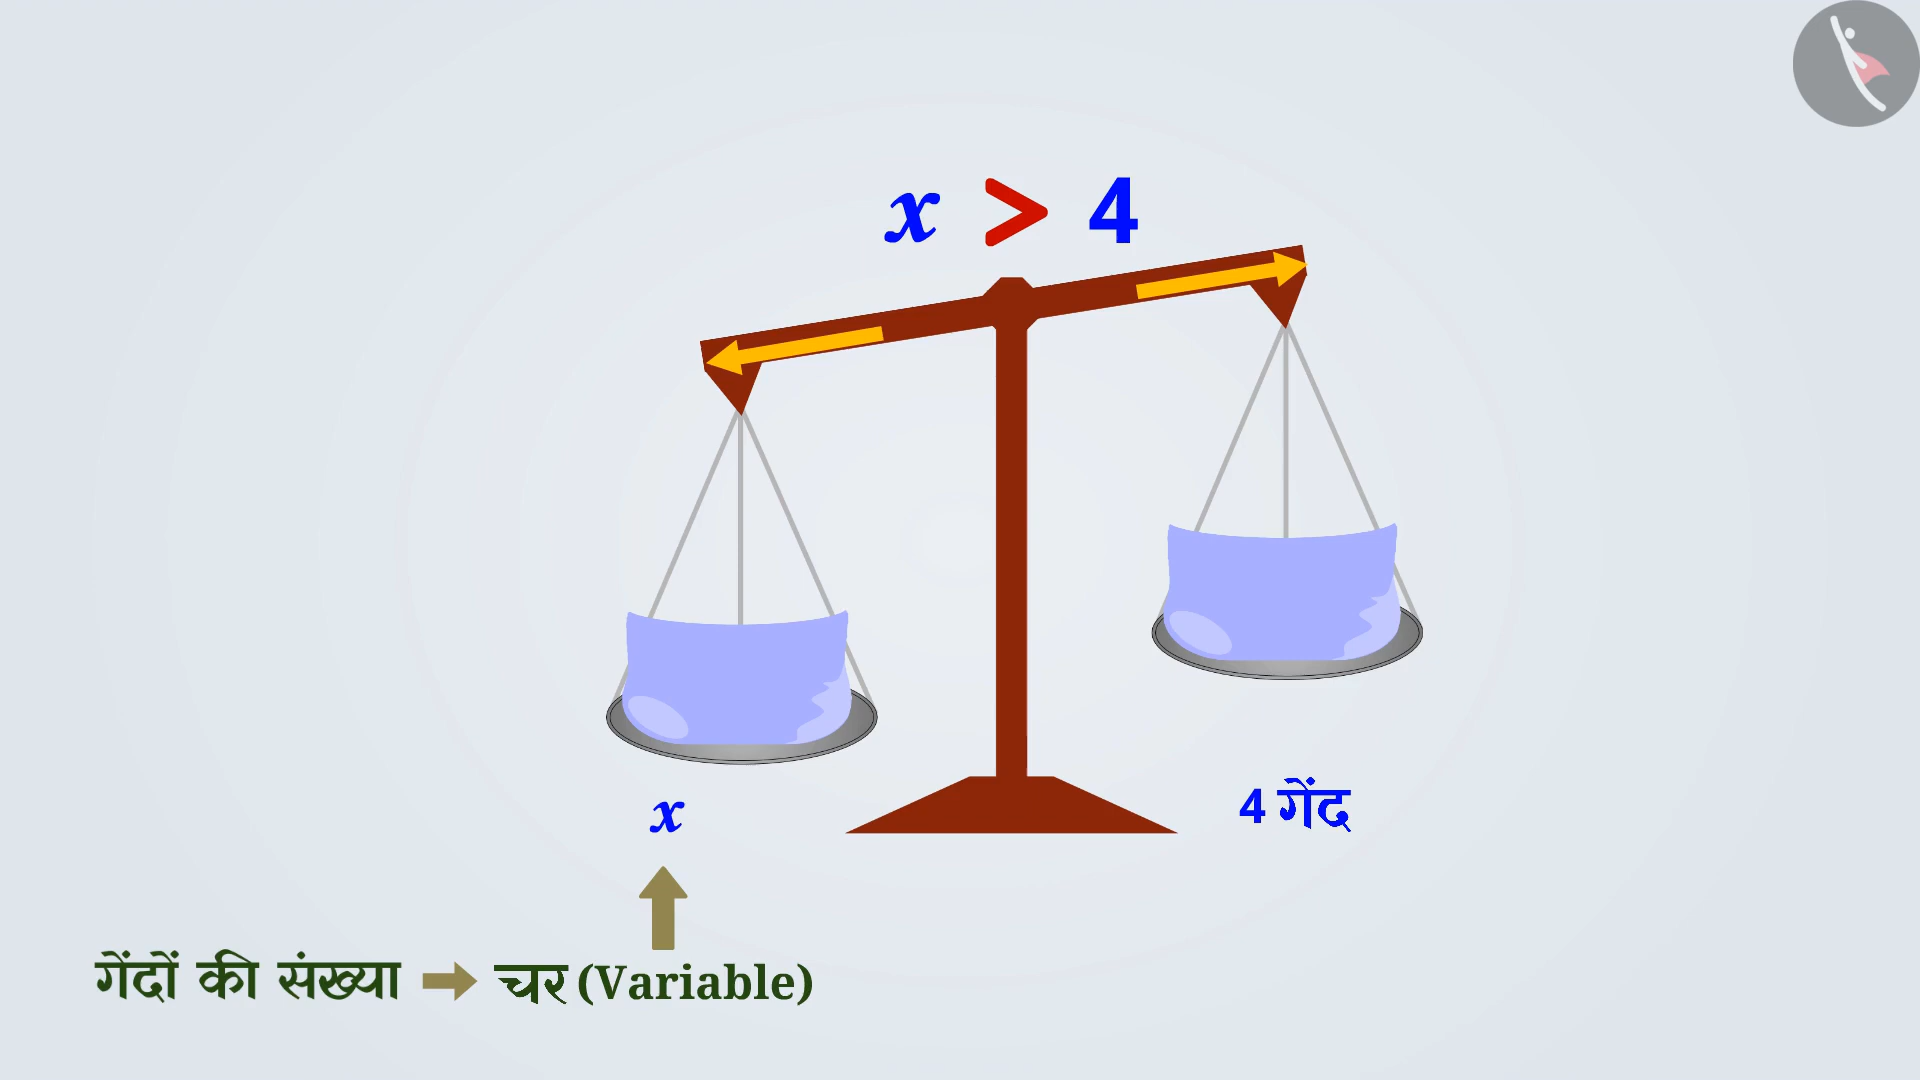 x > 4
x
4 गेंद
गेंदों की संख्या → चर (Variable)